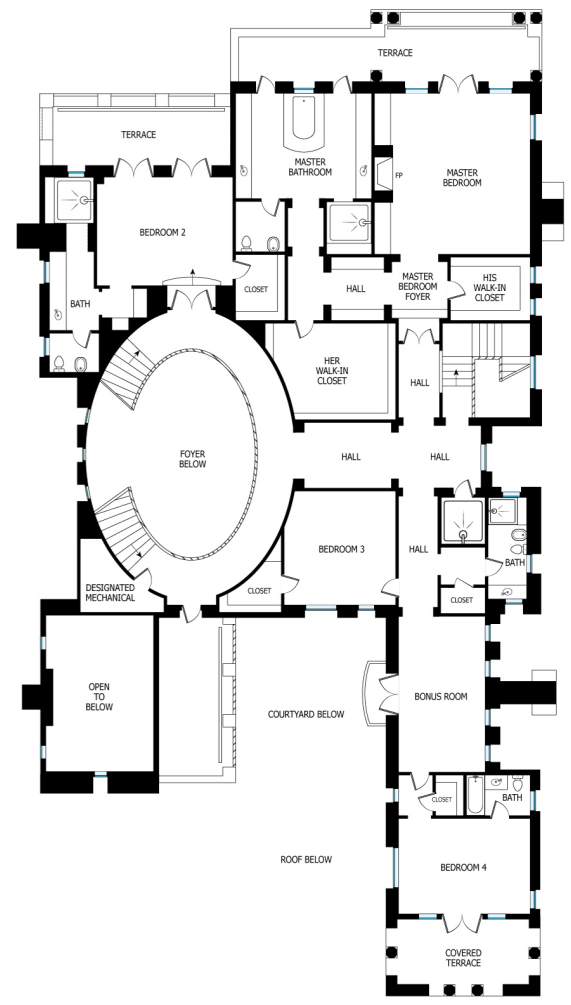 TERRACE
TERRACE
MASTER
BATHROOM
FP
MASTER
BEDROOM
BEDROOM 2
CLOSET
HALL
MASTER
BEDROOM
FOYER
HIS
WALK-IN
CLOSET
BATH
HER
WALK-IN
CLOSET
HALL
FOYER
BELOW
HALL
HALL
BEDROOM 3
HALL
BATH
DESIGNATED
MECHANICAL
CLOSET
CLOSET
OPEN
TO
BELOW
COURTYARD BELOW
BONUS ROOM
CLOSET
BATH
ROOF BELOW
BEDROOM 4
COVERED
TERRACE